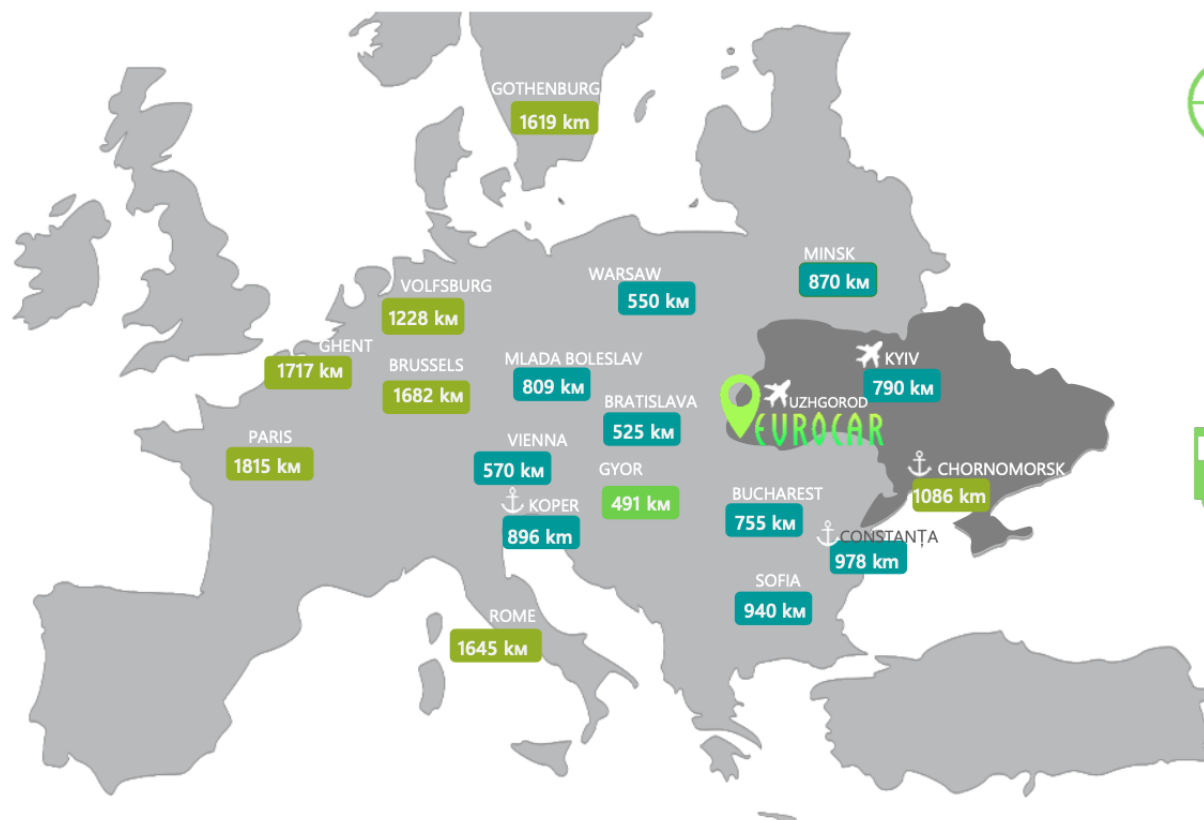 GOTHENBURG
1619 km
MINSK
870 км
WARSAW
550 км
VOLFSBURG
1228 км
GHENT
1717 км
BRUSSELS
1682 км
MLADA BOLESLAV
809 км
KYIV
790 км
UZHGOROD
EUROCAR
BRATISLAVA
525 км
PARIS
1815 км
VIENNA
570 км
GYOR
491 км
CHORNOMORSK
1086 km
BUCHAREST
755 км
KOPER
896 km
CONSTANȚA
978 km
SOFIA
940 км
ROME
1645 км